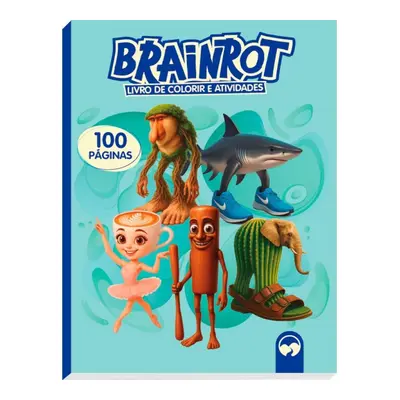 BRAINROT
LIVRO DE COLORIR E ATIVIDADES
100
PÁGINAS